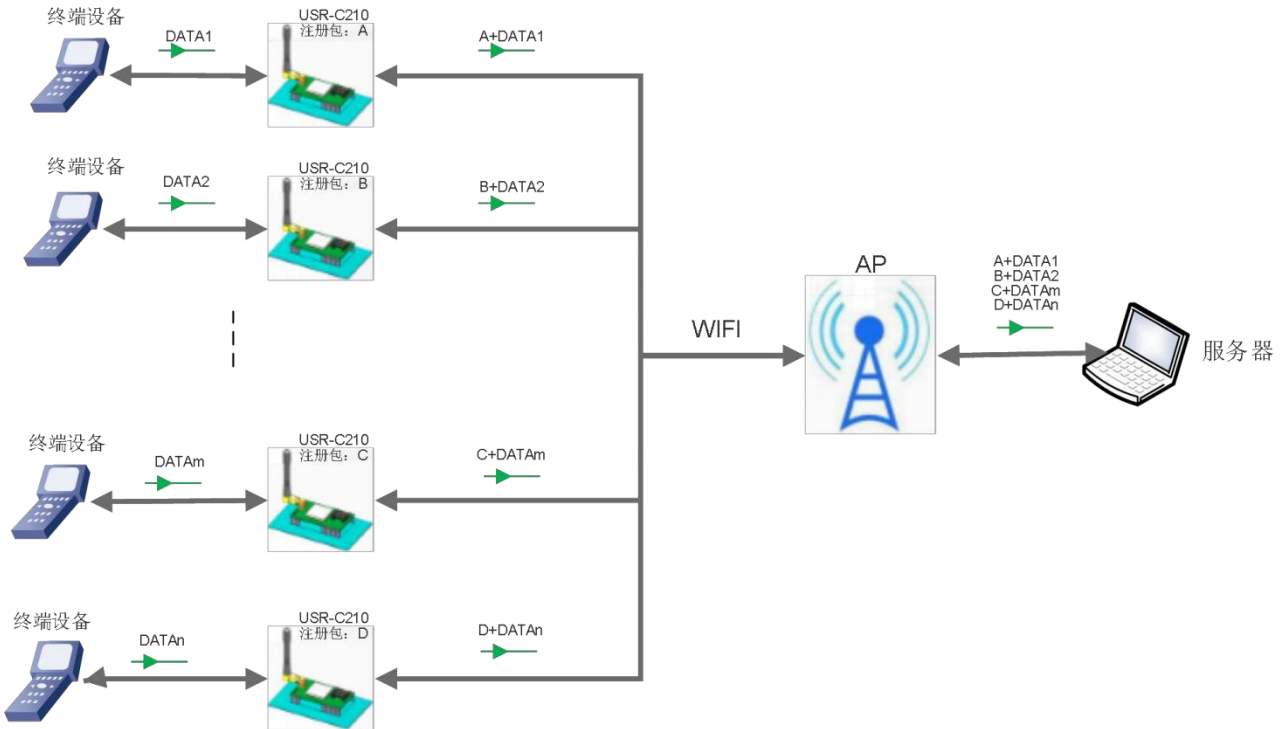 终端设备
DATA1
USR-C210
注册包：A
A+DATA1
终端设备
DATA2
USR-C210
注册包：B
B+DATA2
AP
WIFI
A+DATA1
B+DATA2
C+DATAm
D+DATAn
服务器
终端设备
DATAm
USR-C210
注册包：C
C+DATAm
终端设备
DATAn
USR-C210
注册包：D
D+DATAn